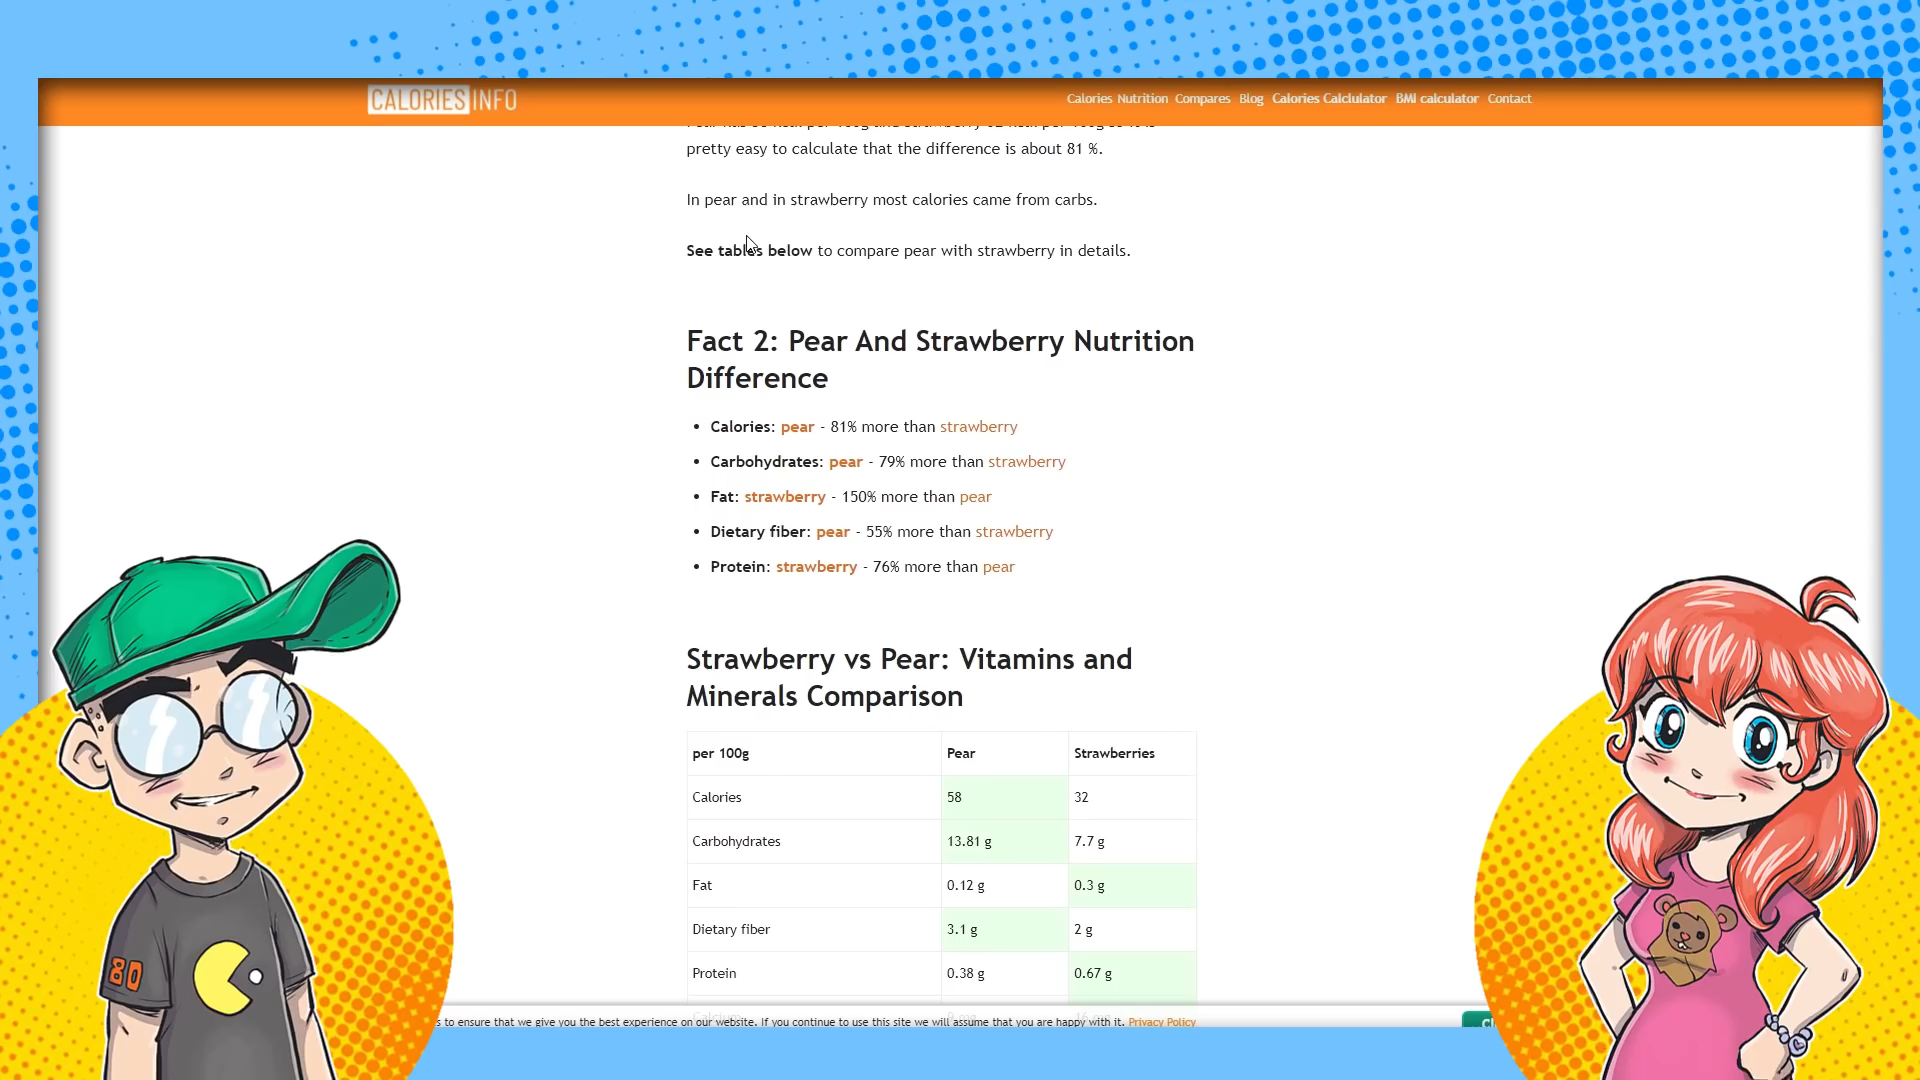 CALORIES INFO
Calories Nutrition Compares Blog Calories Calclulator BMI calculator Contact
pretty easy to calculate that the difference is about 81 %.
In pear and in strawberry most calories came from carbs.
See tables below to compare pear with strawberry in details.
Fact 2: Pear And Strawberry Nutrition
Difference
• Calories: pear - 81% more than strawberry
• Carbohydrates: pear - 79% more than strawberry
• Fat: strawberry - 150% more than pear
• Dietary fiber: pear - 55% more than strawberry
• Protein: strawberry - 76% more than pear
Strawberry vs Pear: Vitamins and
Minerals Comparison
per 100g Pear Strawberries
Calories 58 32
Carbohydrates 13.81 g 7.7 g
Fat 0.12 g 0.3 g
Dietary fiber 3.1 g 2 g
Protein 0.38 g 0.67 g
to ensure that we give you the best experience on our website. If you continue to use this site we will assume that you are happy with it. Privacy Policy
80